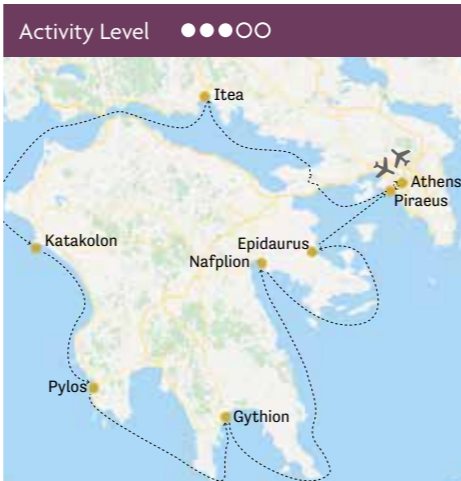 Activity Level
Itea
Athens
Piraeus
Katakolon
Epidaurus
Nafplion
Pylos
Gythion